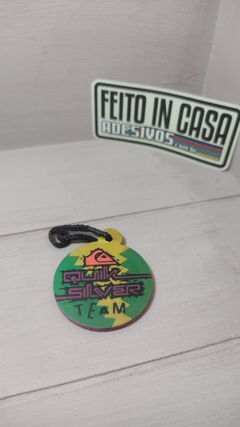 FEITO IN CASA
ADESIVOS
QUIK
SILVER
TEAM